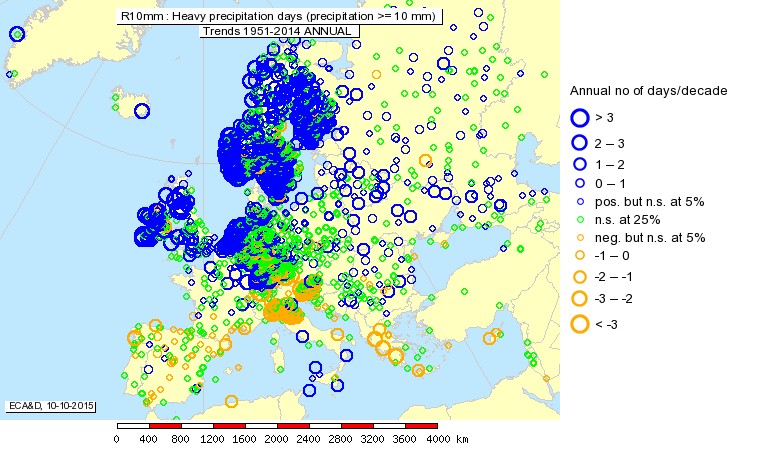 R10mm : Heavy precipitation days (precipitation >= 10 mm)
Trends 1951-2014 ANNUAL
Annual no of days/decade
> 3
2 – 3
1 – 2
0 – 1
pos. but n.s. at 5%
n.s. at 25%
neg. but n.s. at 5%
-1 – 0
-2 – -1
-3 – -2
< -3
ECA&D, 10-10-2015
0 400 800 1200 1600 2000 2400 2800 3200 3600 4000 km